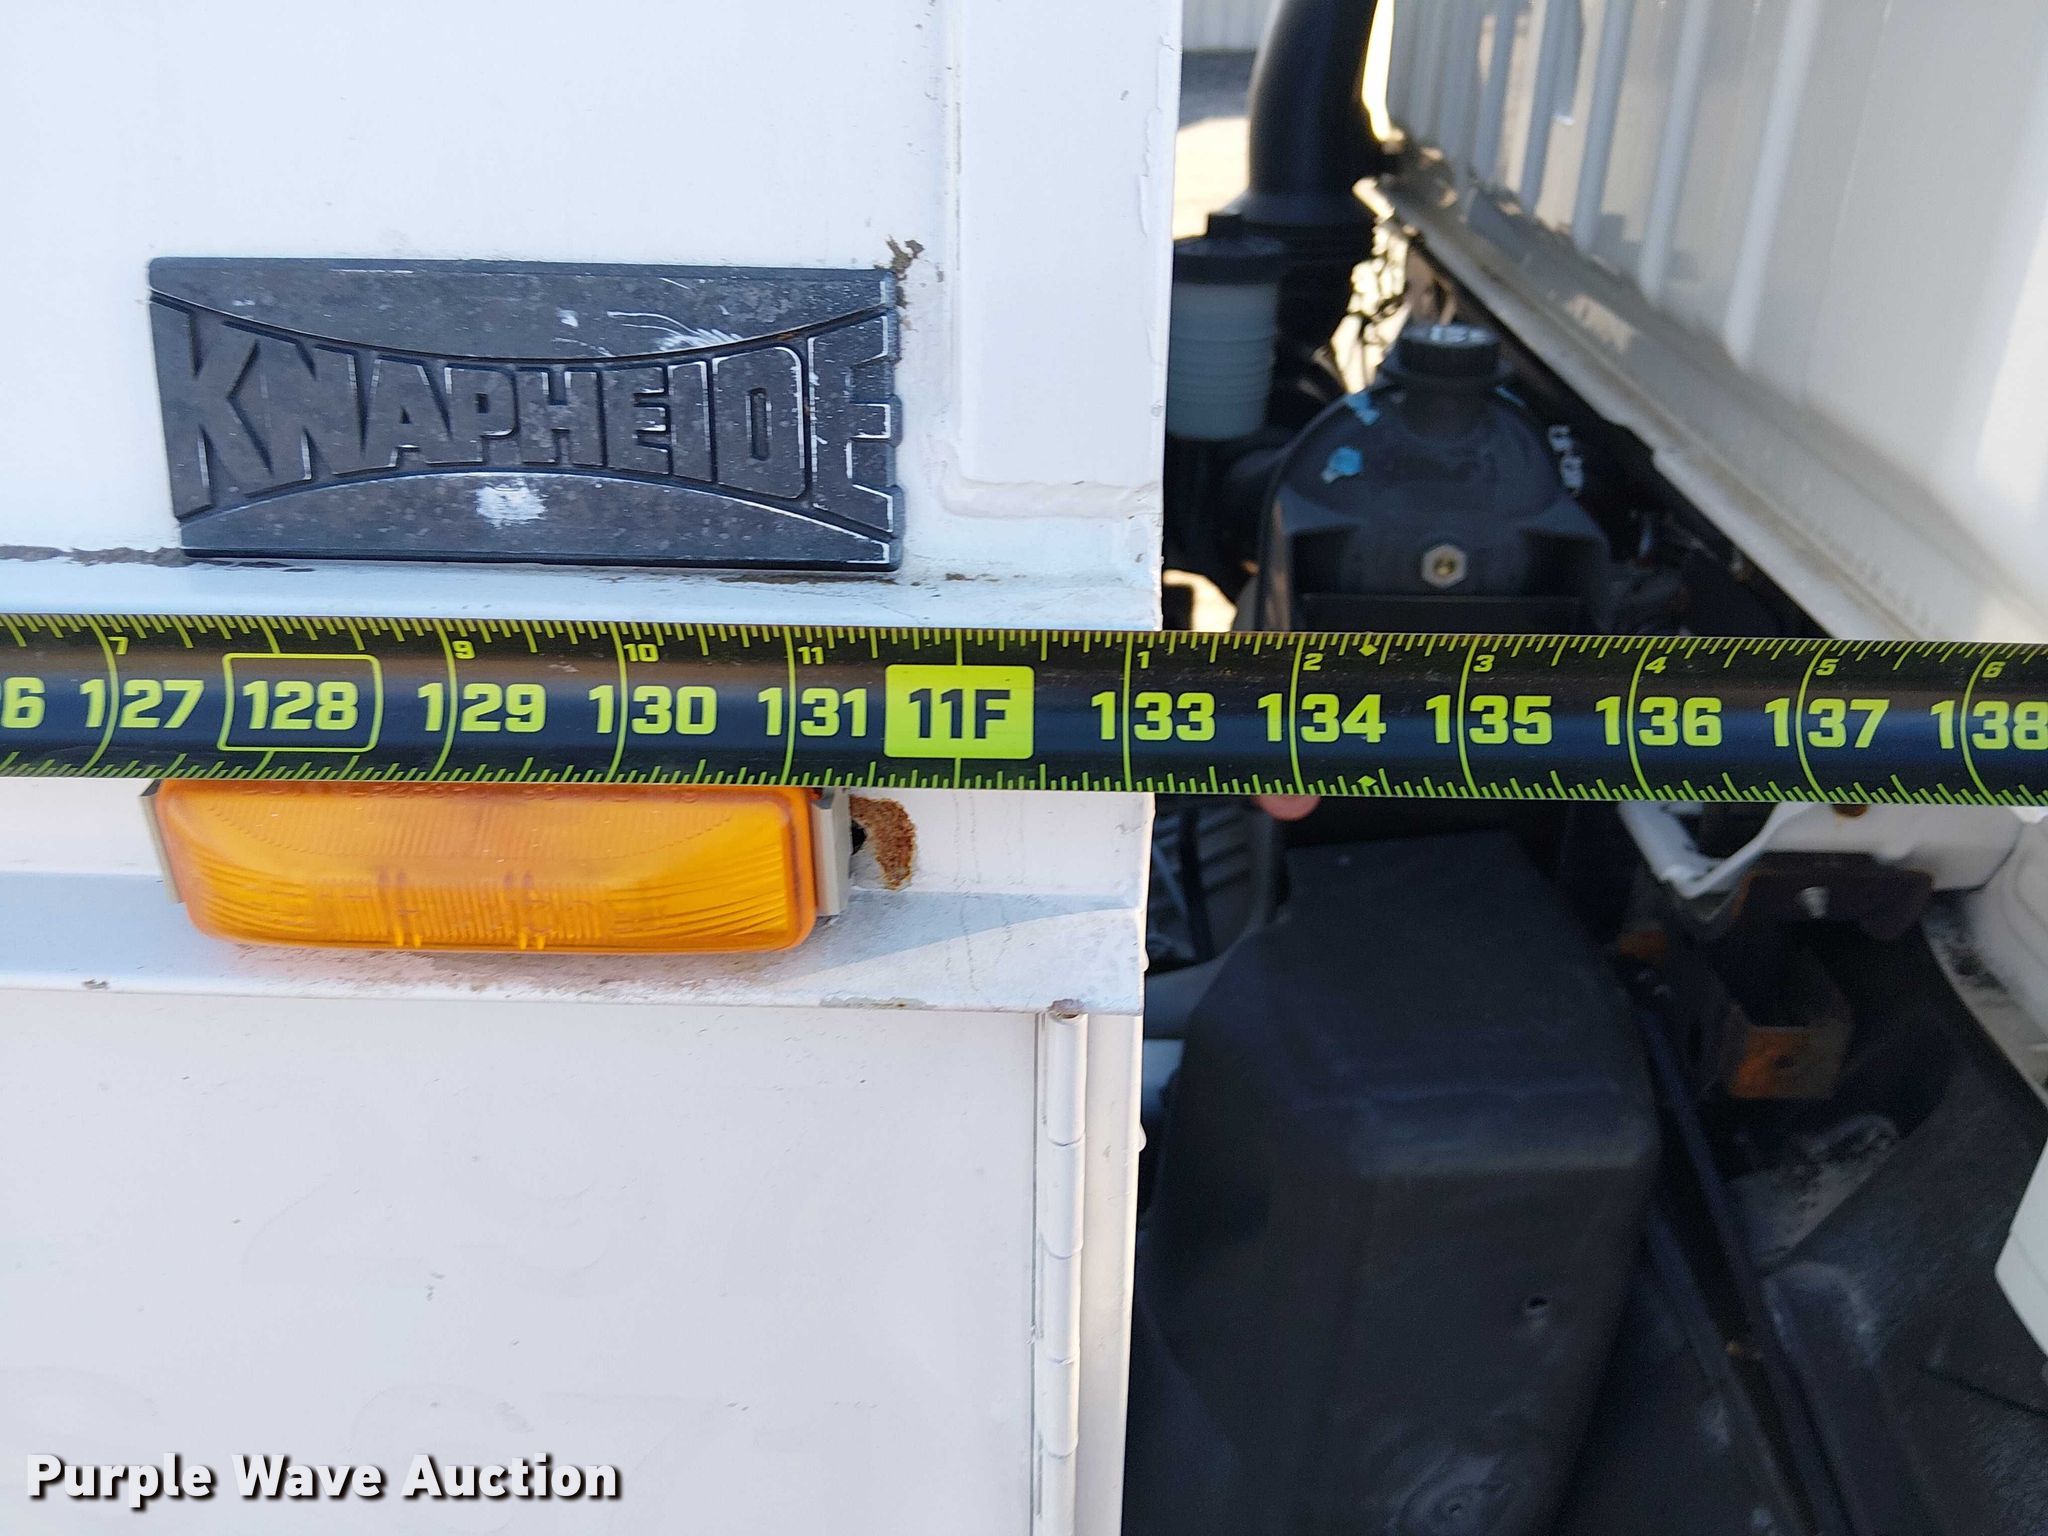 KNAPHEIDE
7 9 10 11 1 2 3 4 5 6
26 127 128 129 130 131 11F 133 134 135 136 137 138
Purple Wave Auction